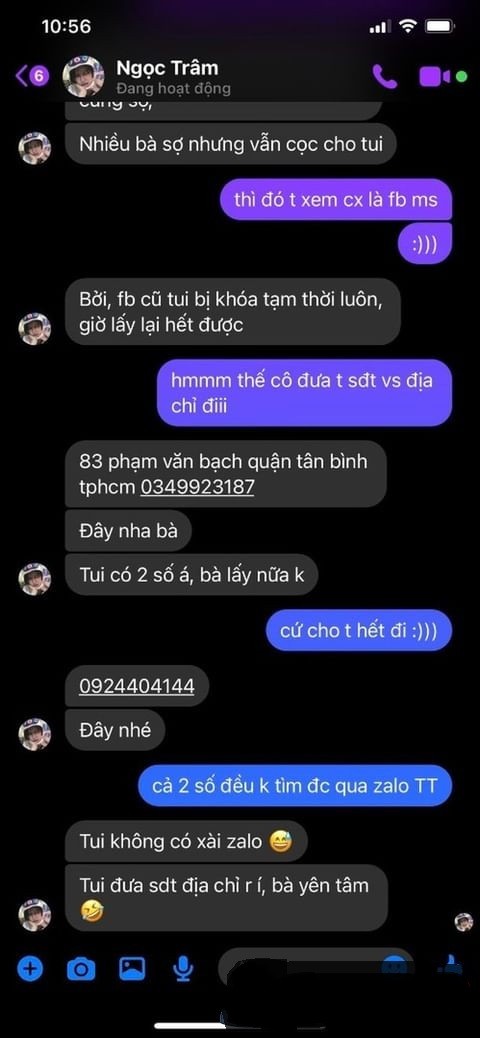 10:56
6
Ngọc Trâm
Đang hoạt động
cũng sợ,
Nhiều bà sợ nhưng vẫn cọc cho tui
thì đó t xem cx là fb ms
:)))
Bởi, fb cũ tui bị khóa tạm thời luôn,
giờ lấy lại hết được
hmmm thế cô đưa t sđt vs địa
chỉ điii
83 phạm văn bạch quận tân bình
tphcm 0349923187
Đây nha bà
Tui có 2 số á, bà lấy nữa k
cứ cho t hết đi :)))
0924404144
Đây nhé
cả 2 số đều k tìm đc qua zalo TT
Tui không có xài zalo 😅
Tui đưa sdt địa chỉ r í, bà yên tâm
🤣